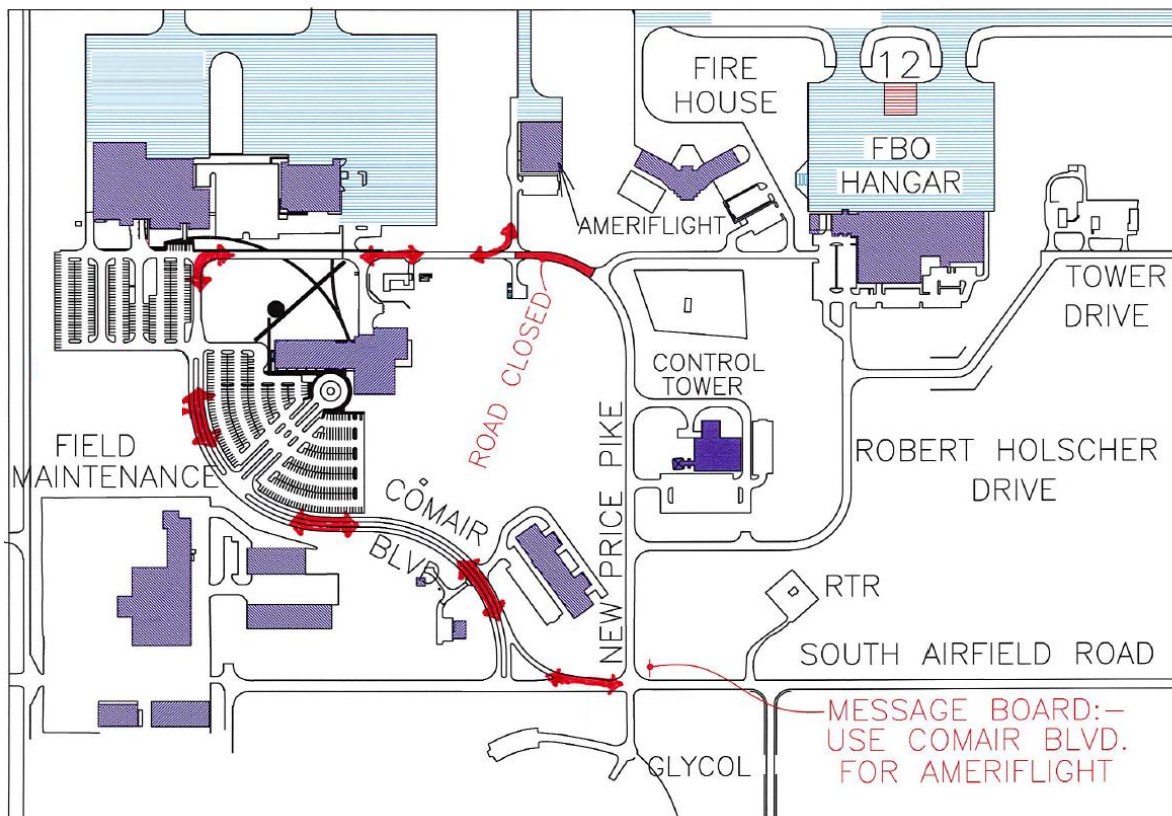 12
FIRE
HOUSE
FBO
HANGAR
AMERIFLIGHT
TOWER
DRIVE
ROAD CLOSED
CONTROL
TOWER
NEW PRICE PIKE
FIELD
MAINTENANCE
ROBERT HOLSCHER
DRIVE
COMAIR
BLVD
RTR
SOUTH AIRFIELD ROAD
MESSAGE BOARD:—
USE COMAIR BLVD.
FOR AMERIFLIGHT
GLYCOL